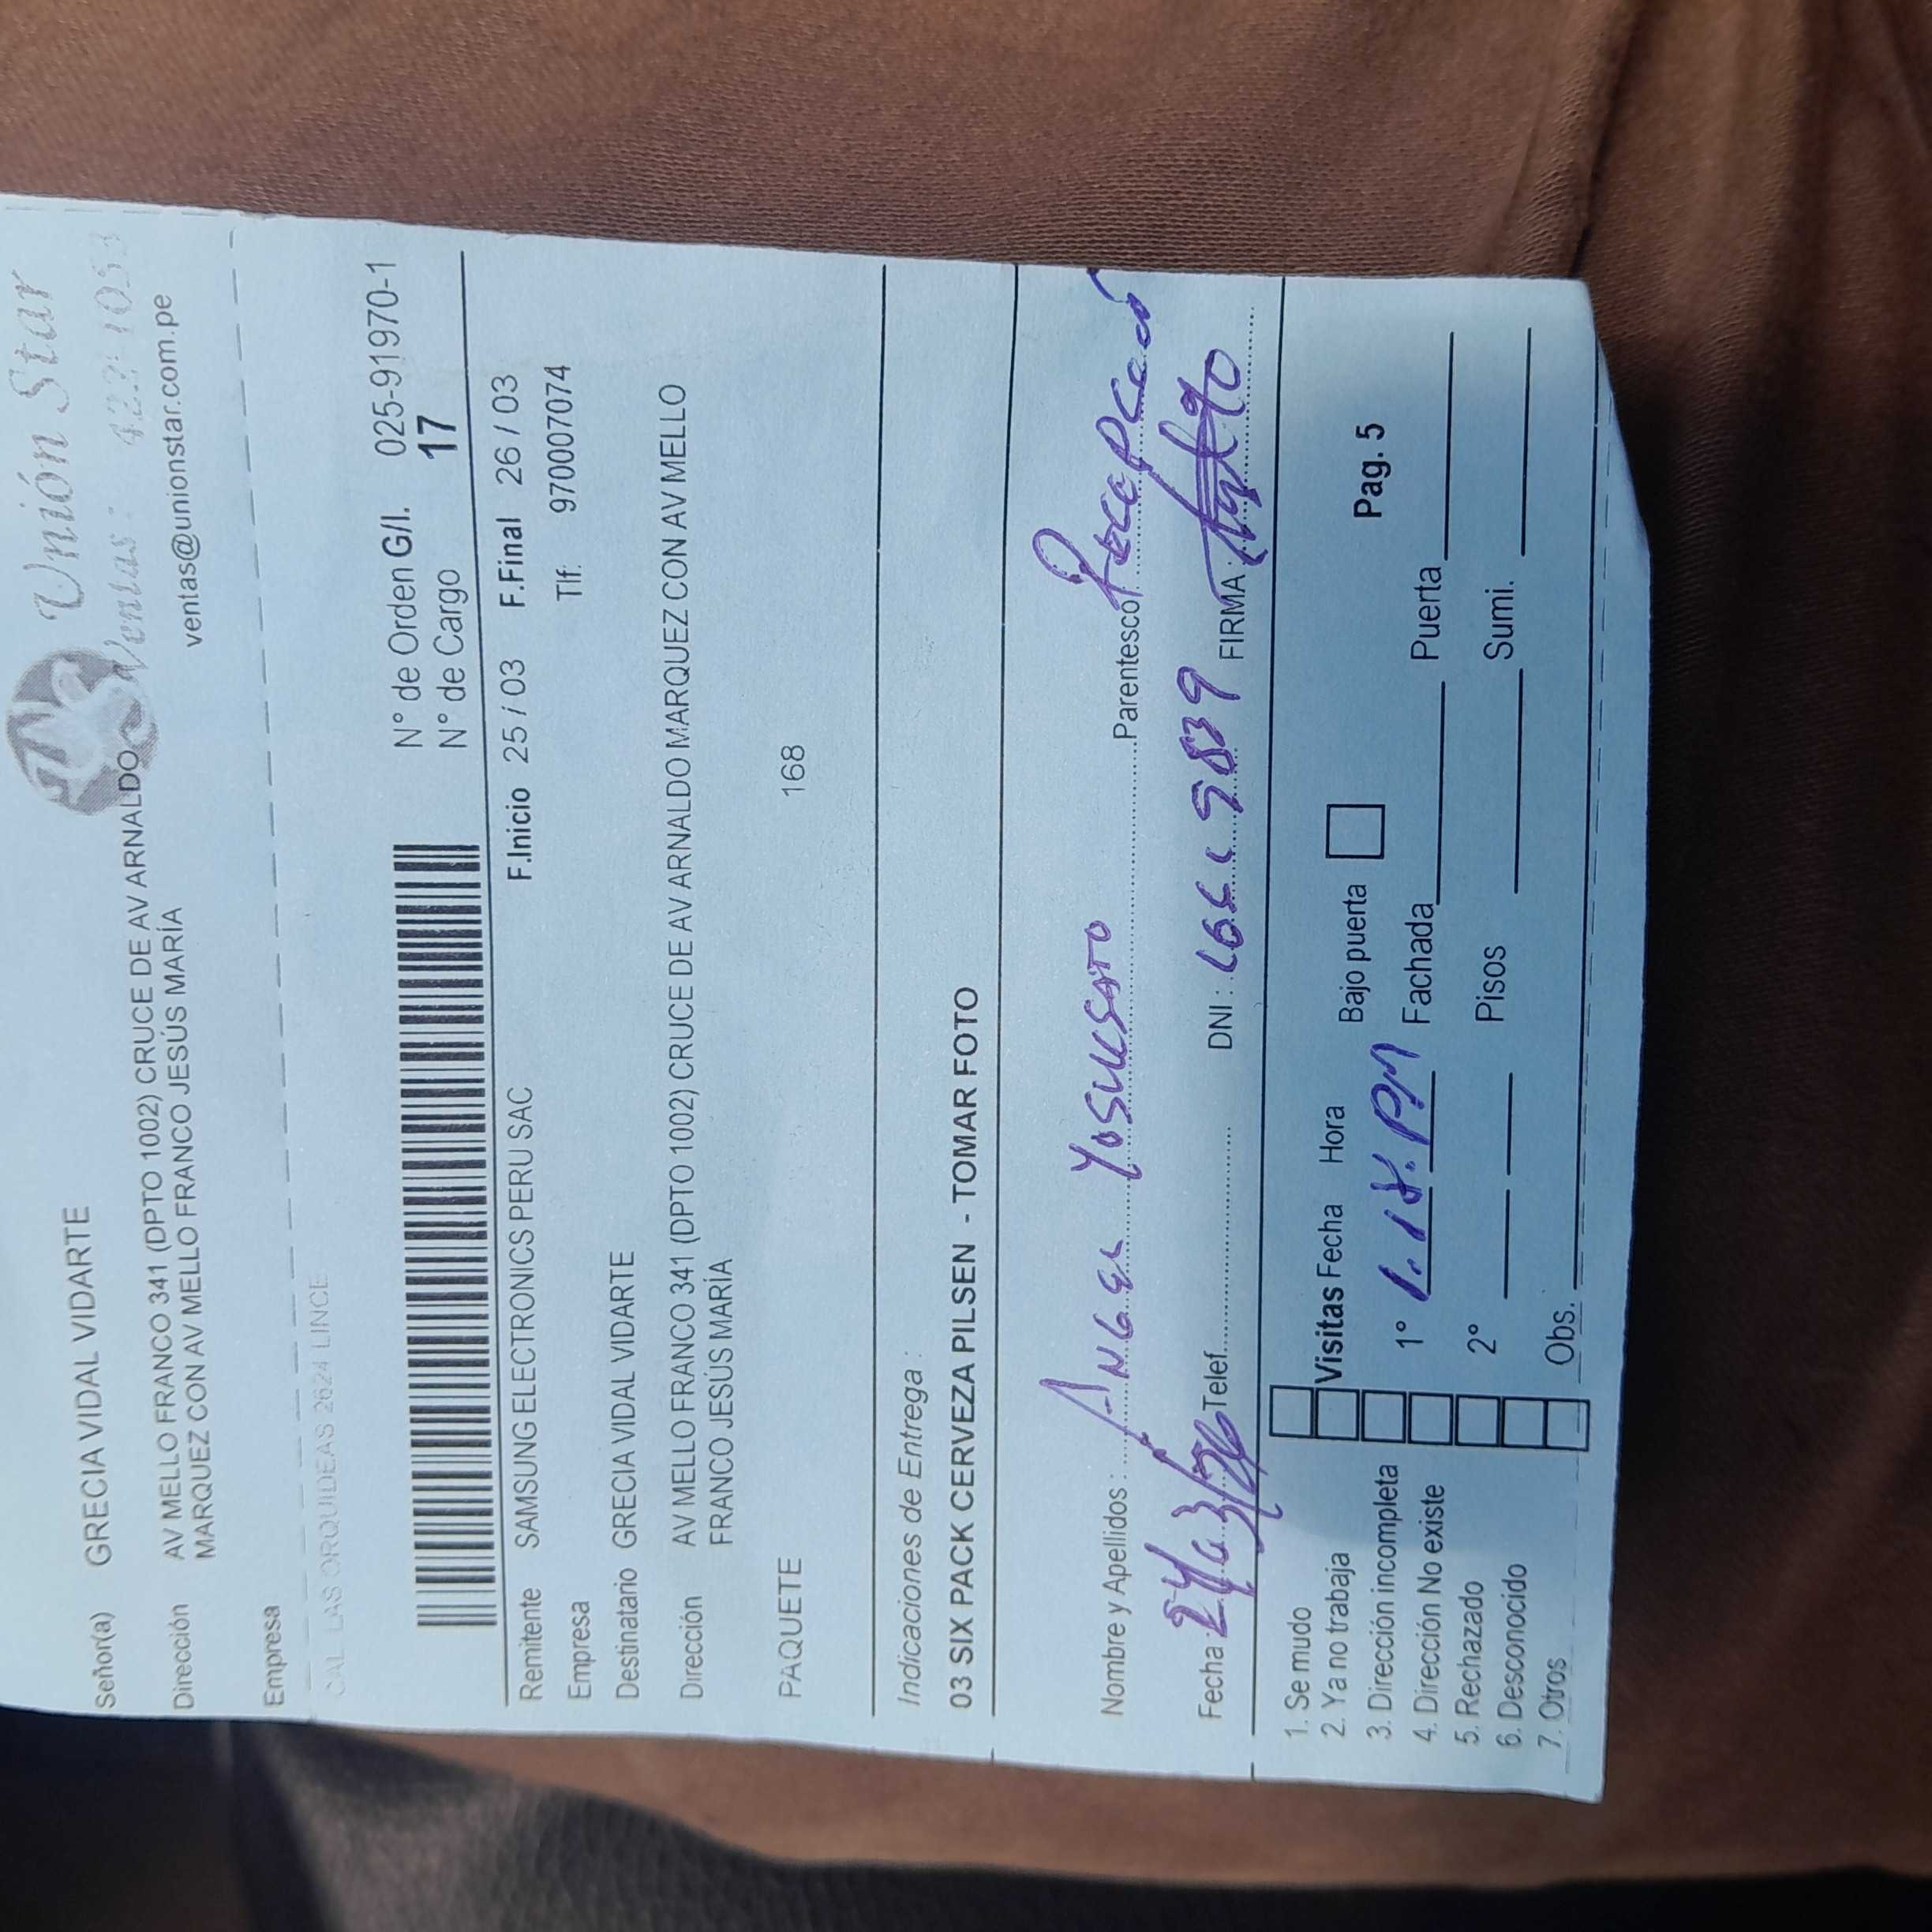 Unión Star
Ventas: 422-1053
ventas@unionstar.com.pe
Señor(a) GRECIA VIDAL VIDARTE
Dirección AV MELLO FRANCO 341 (DPTO 1002) CRUCE DE AV ARNALDO
MARQUEZ CON AV MELLO FRANCO JESÚS MARÍA
Empresa
CAL LAS ORQUIDEAS 2624 LINCE
N° de Orden G/I. 025-91970-1
N° de Cargo 17
Remitente SAMSUNG ELECTRONICS PERU SAC F.Inicio 25 / 03 F.Final 26 / 03
Empresa Tlf: 970007074
Destinatario GRECIA VIDAL VIDARTE
Dirección AV MELLO FRANCO 341 (DPTO 1002) CRUCE DE AV ARNALDO MARQUEZ CON AV MELLO
FRANCO JESÚS MARÍA
PAQUETE 168
Indicaciones de Entrega :
03 SIX PACK CERVEZA PILSEN - TOMAR FOTO
Nombre y Apellidos : Angel Parentesco
Fecha Telef. DNI : FIRMA:
1. Se mudo
2. Ya no trabaja Visitas Fecha Hora Bajo puerta
3. Dirección incompleta 1° PM Fachada Puerta Pag. 5
4. Dirección No existe
5. Rechazado 2° Pisos Sumi.
6. Desconocido
7. Otros Obs.